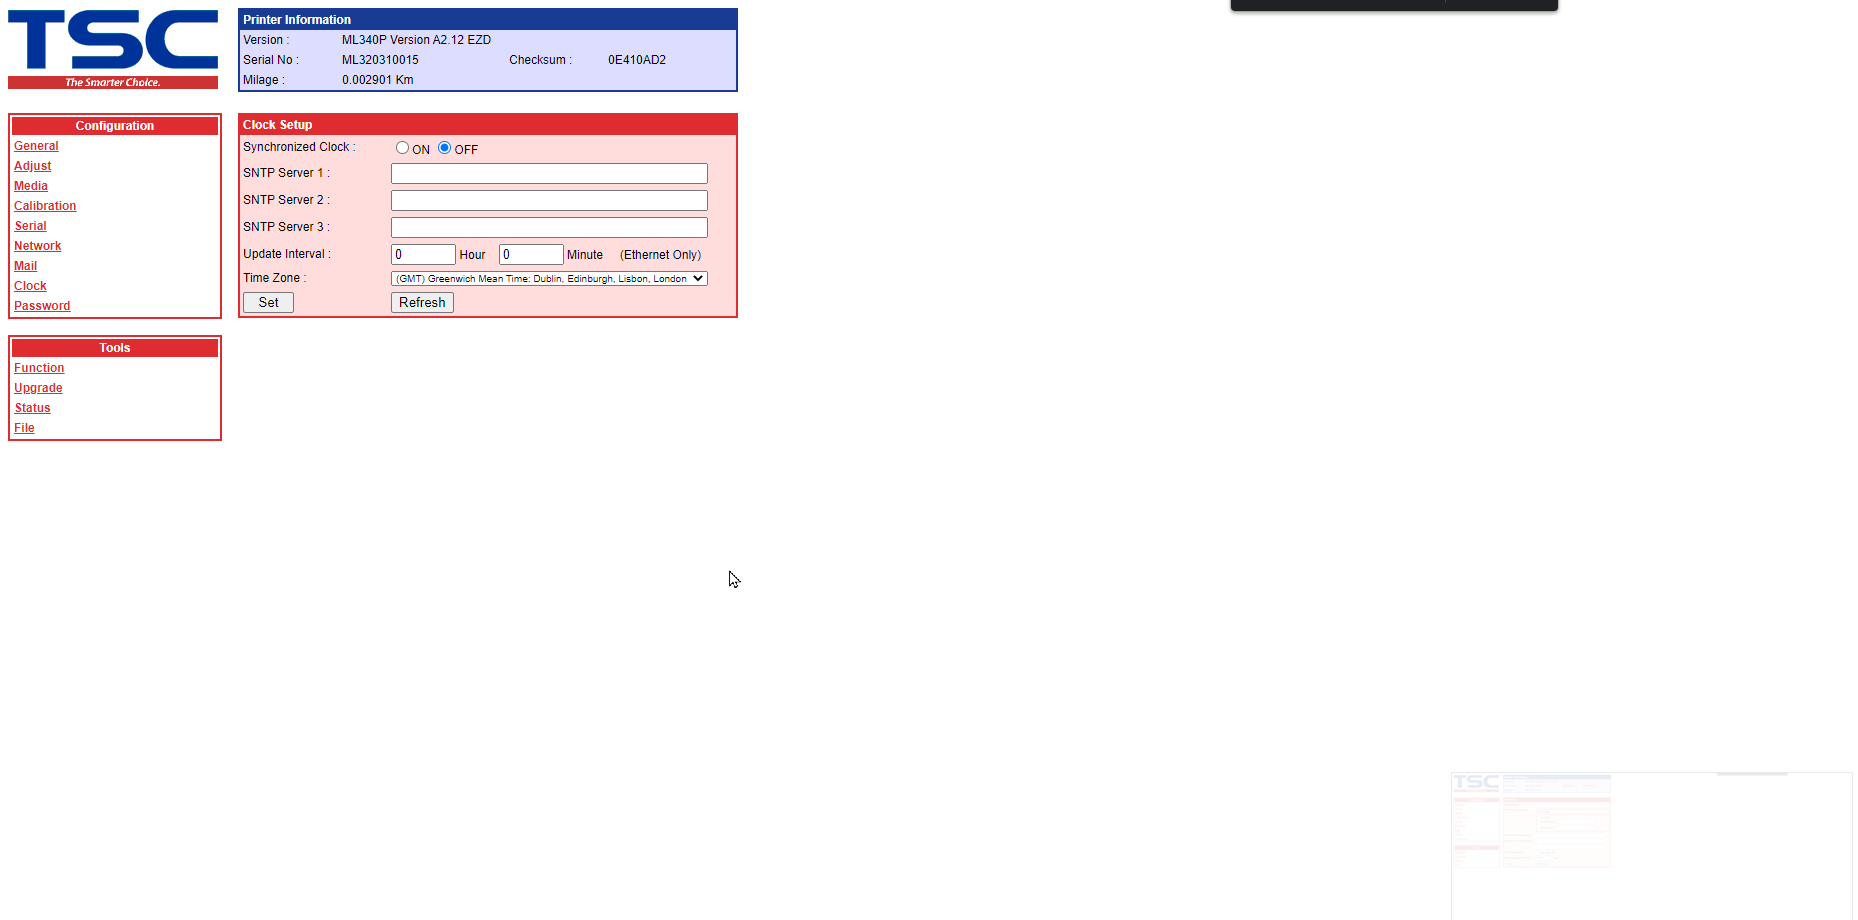 TSC
The Smarter Choice.
Printer Information
Version : ML340P Version A2.12 EZD
Serial No : ML320310015 Checksum : 0E410AD2
Milage : 0.002901 Km
Configuration
General
Adjust
Media
Calibration
Serial
Network
Mail
Clock
Password
Tools
Function
Upgrade
Status
File
Clock Setup
Synchronized Clock : ON OFF
SNTP Server 1 :
SNTP Server 2 :
SNTP Server 3 :
Update Interval : 0 Hour 0 Minute (Ethernet Only)
Time Zone : (GMT) Greenwich Mean Time: Dublin, Edinburgh, Lisbon, London
Set Refresh
TSC